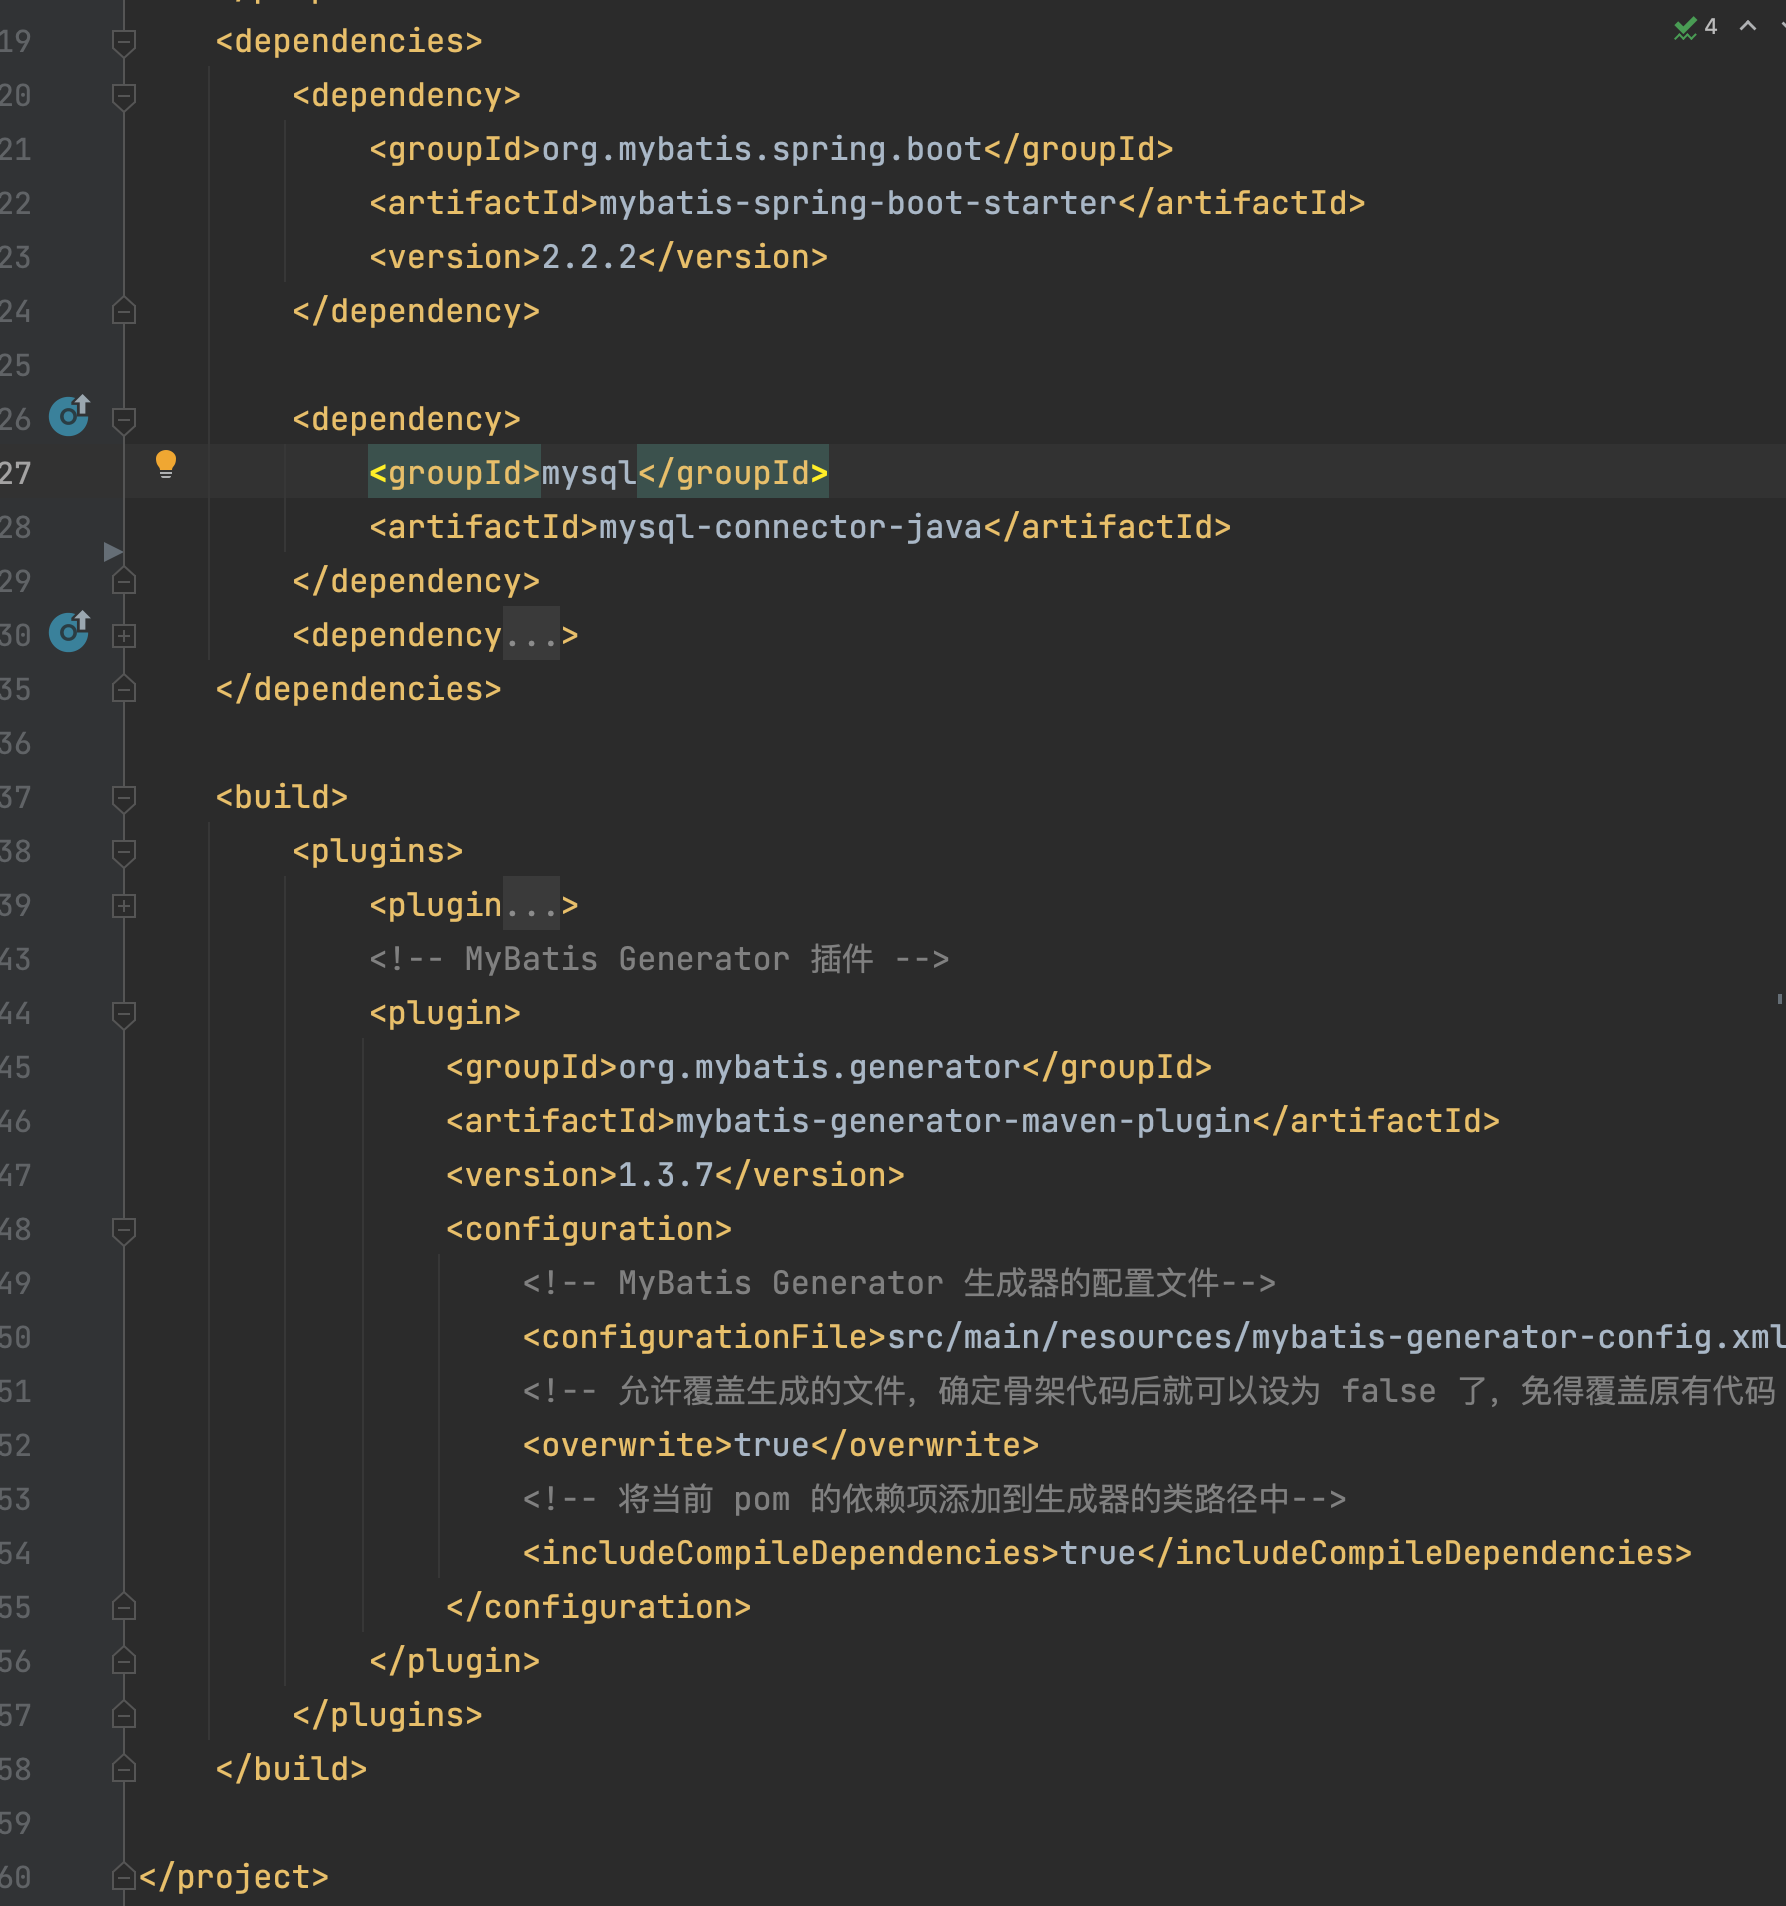 4
19 <dependencies>
20 <dependency>
21 <groupId>org.mybatis.spring.boot</groupId>
22 <artifactId>mybatis-spring-boot-starter</artifactId>
23 <version>2.2.2</version>
24 </dependency>
25
26 <dependency>
27 <groupId>mysql</groupId>
28 <artifactId>mysql-connector-java</artifactId>
29 </dependency>
30 <dependency...>
35 </dependencies>
36
37 <build>
38 <plugins>
39 <plugin...>
43 <!-- MyBatis Generator 插件 -->
44 <plugin>
45 <groupId>org.mybatis.generator</groupId>
46 <artifactId>mybatis-generator-maven-plugin</artifactId>
47 <version>1.3.7</version>
48 <configuration>
49 <!-- MyBatis Generator 生成器的配置文件-->
50 <configurationFile>src/main/resources/mybatis-generator-config.xml
51 <!-- 允许覆盖生成的文件，确定骨架代码后就可以设为 false 了，免得覆盖原有代码
52 <overwrite>true</overwrite>
53 <!-- 将当前 pom 的依赖项添加到生成器的类路径中-->
54 <includeCompileDependencies>true</includeCompileDependencies>
55 </configuration>
56 </plugin>
57 </plugins>
58 </build>
59
60 </project>